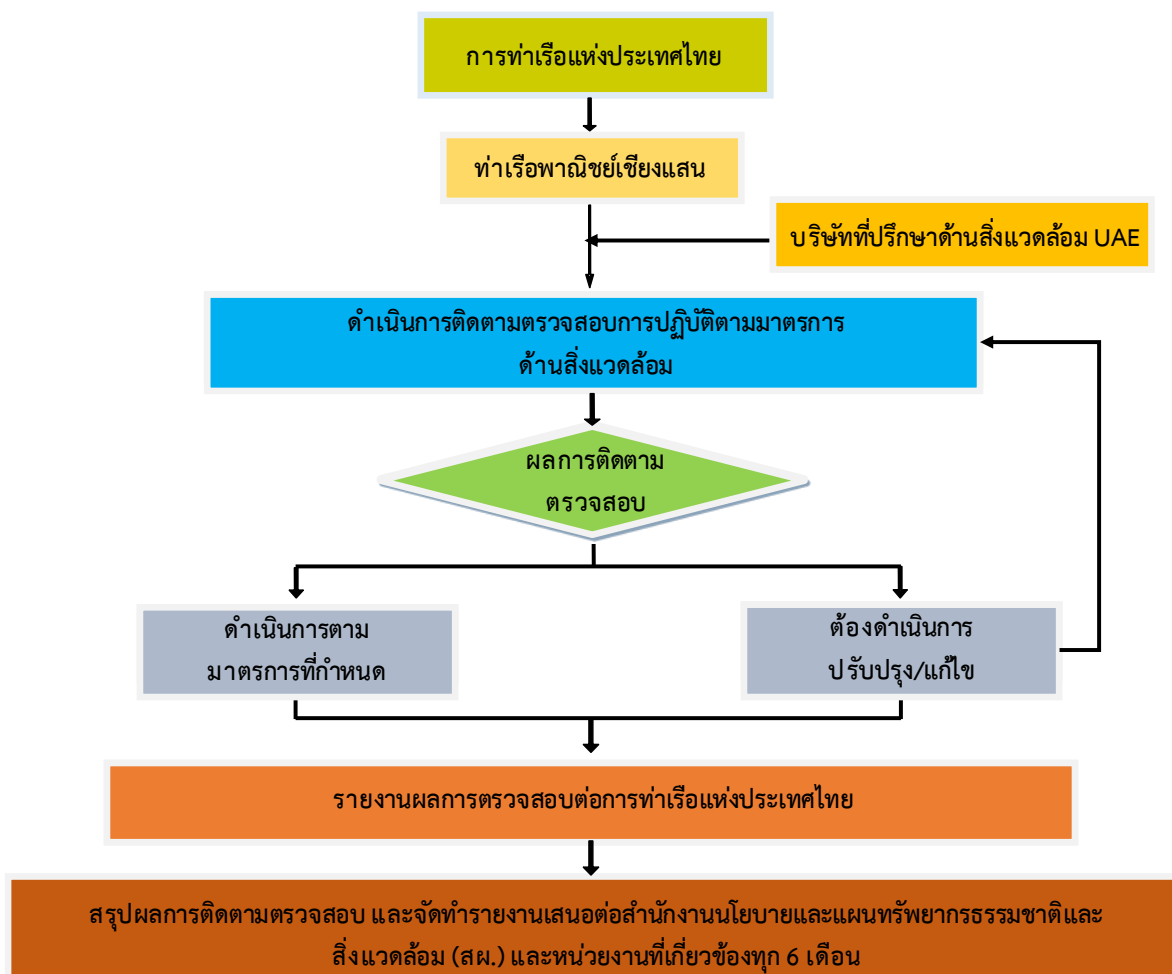 การท่าเรือแห่งประเทศไทย
ท่าเรือพาณิชย์เชียงแสน
บริษัทที่ปรึกษาด้านสิ่งแวดล้อม UAE
ดำเนินการติดตามตรวจสอบการปฏิบัติตามมาตรการ
ด้านสิ่งแวดล้อม
ผลการติดตาม
ตรวจสอบ
ดำเนินการตาม
มาตรการที่กำหนด
ต้องดำเนินการ
ปรับปรุง/แก้ไข
รายงานผลการตรวจสอบต่อการท่าเรือแห่งประเทศไทย
สรุปผลการติดตามตรวจสอบ และจัดทำรายงานเสนอต่อสำนักงานนโยบายและแผนทรัพยากรธรรมชาติและ
สิ่งแวดล้อม (สผ.) และหน่วยงานที่เกี่ยวข้องทุก 6 เดือน